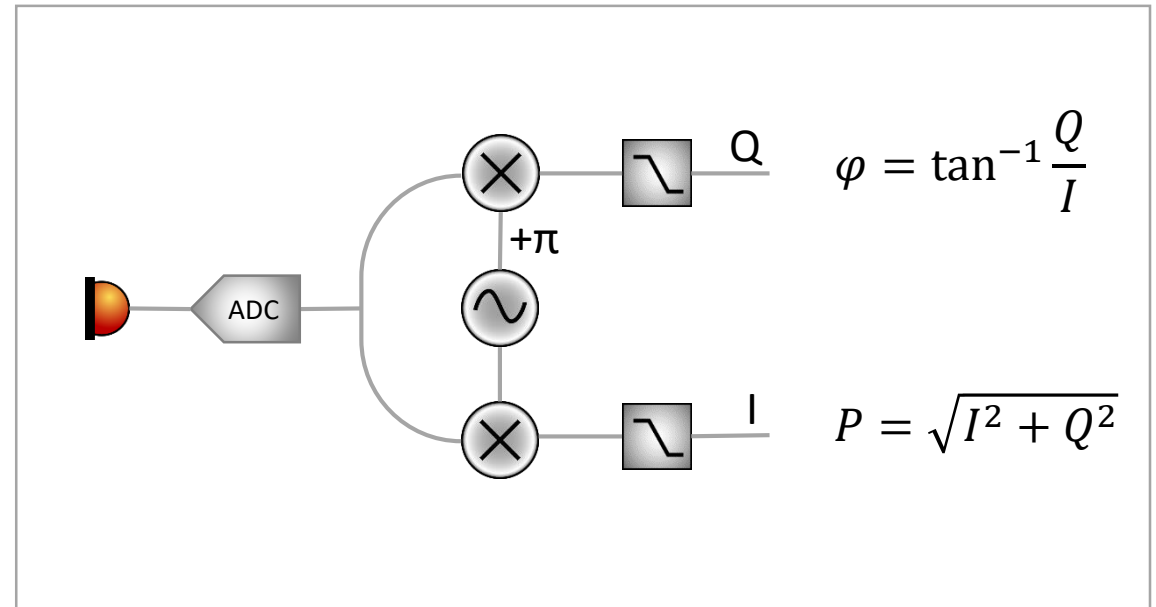 Q
φ = tan⁻¹ Q/I
+π
ADC
I
P = √(I² + Q²)